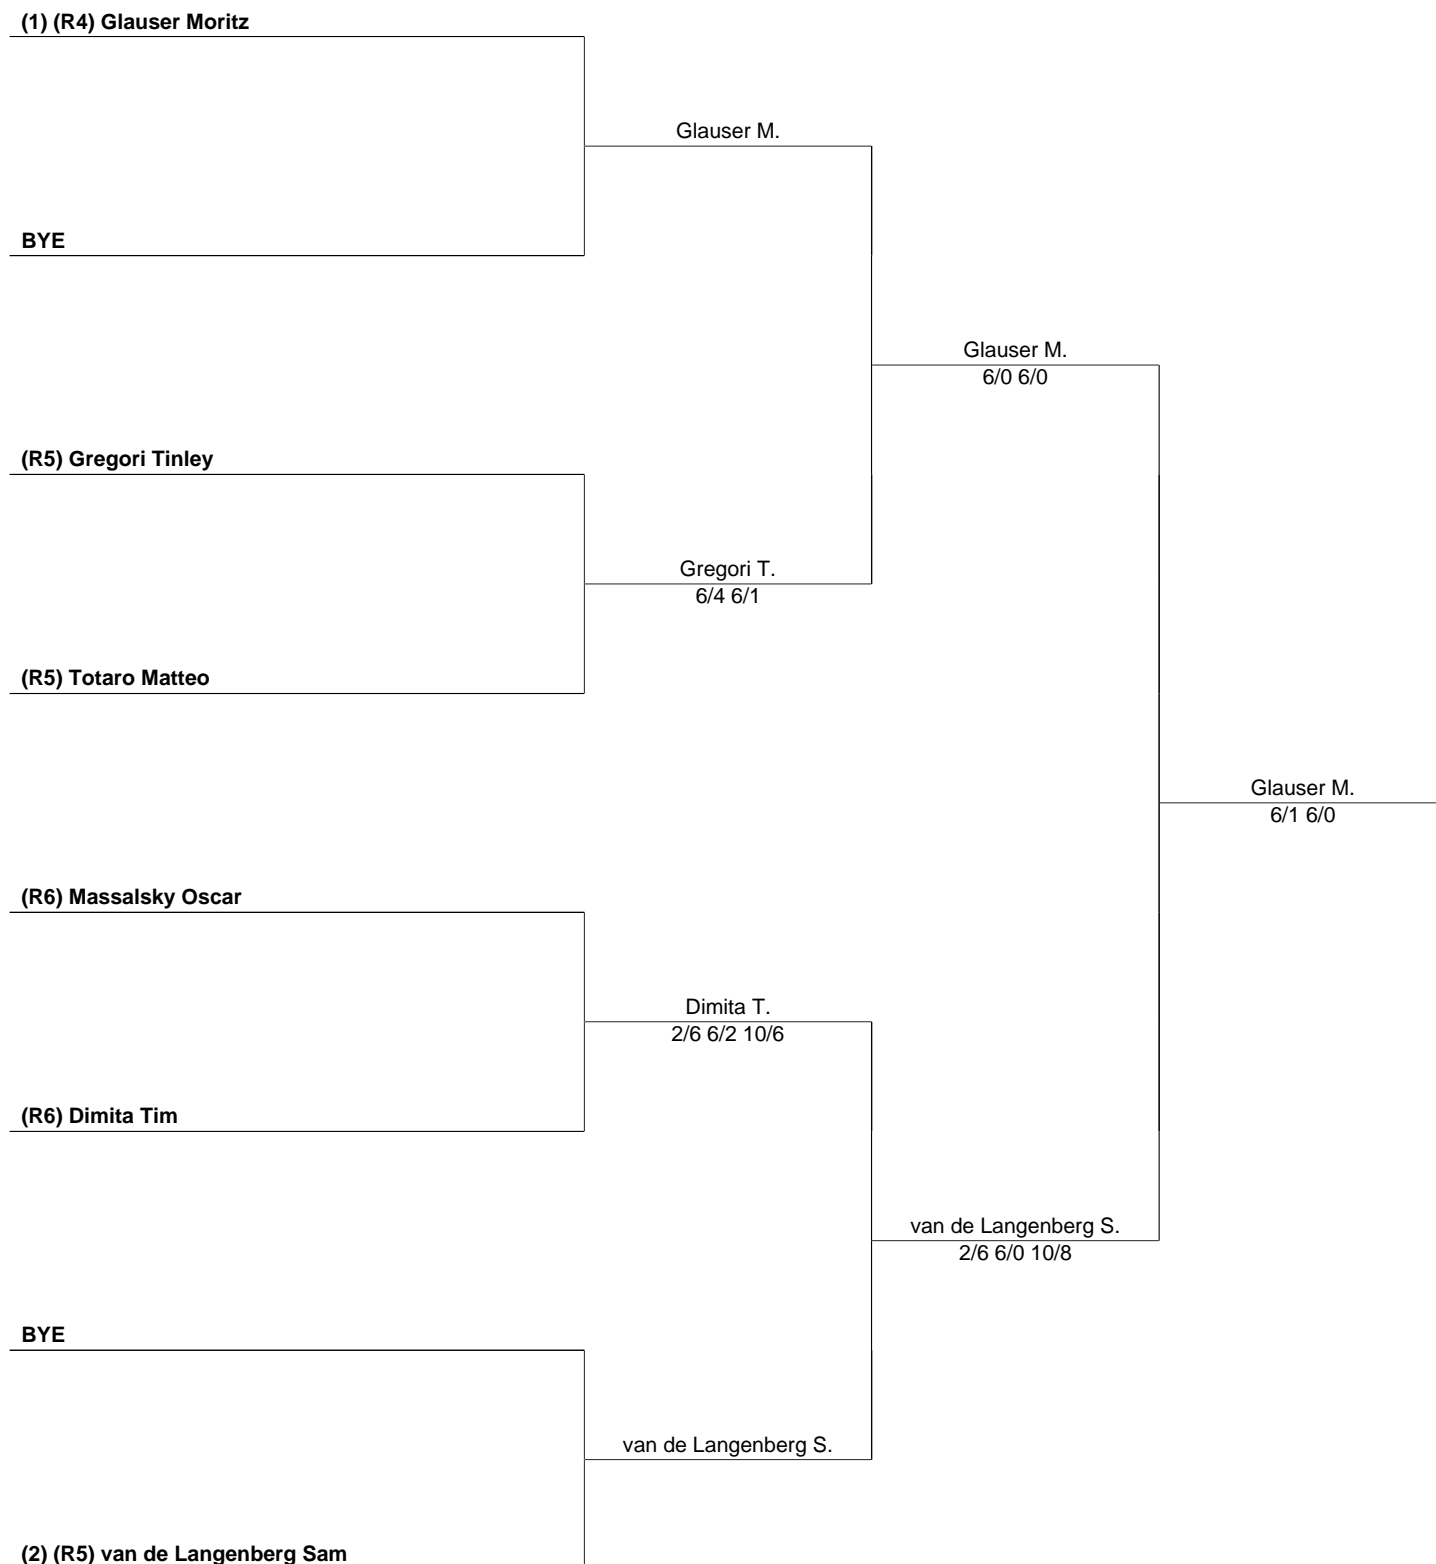 (1) (R4) Glauser Moritz
Glauser M.
BYE
Glauser M.
6/0 6/0
(R5) Gregori Tinley
Gregori T.
6/4 6/1
(R5) Totaro Matteo
Glauser M.
6/1 6/0
(R6) Massalsky Oscar
Dimita T.
2/6 6/2 10/6
(R6) Dimita Tim
van de Langenberg S.
2/6 6/0 10/8
BYE
van de Langenberg S.
(2) (R5) van de Langenberg Sam